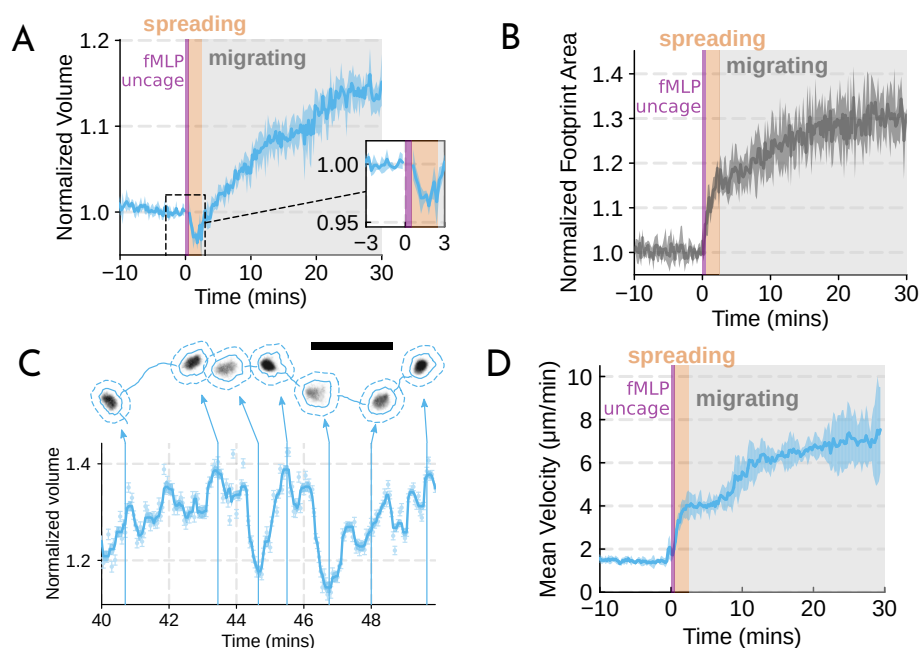 A
spreading
fMLP
uncage
migrating
Normalized Volume
1.2
1.1
1.0
−10
0
10
20
30
Time (mins)
1.00
0.95
−3
0
3
B
spreading
fMLP
uncage
migrating
Normalized Footprint Area
1.4
1.3
1.2
1.1
1.0
−10
0
10
20
30
Time (mins)
C
Normalized volume
1.4
1.2
40
42
44
46
48
Time (mins)
D
spreading
fMLP
uncage
migrating
Mean Velocity (μm/min)
10
8
6
4
2
0
−10
0
10
20
30
Time (mins)